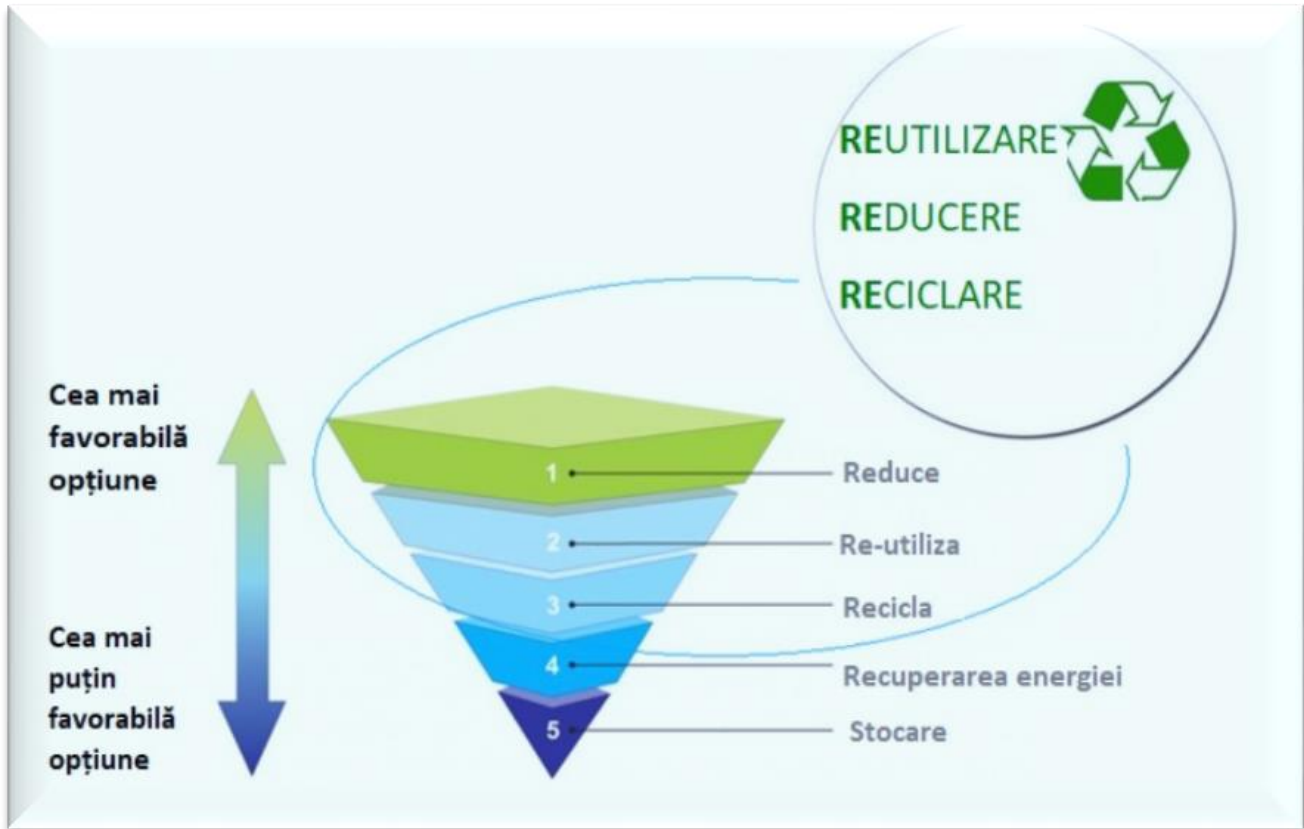 REUTILIZARE
REDUCERE
RECICLARE
Cea mai
favorabilă
opțiune
Cea mai
puțin
favorabilă
opțiune
1
Reduce
2
Re-utiliza
3
Recicla
4
Recuperarea energiei
5
Stocare